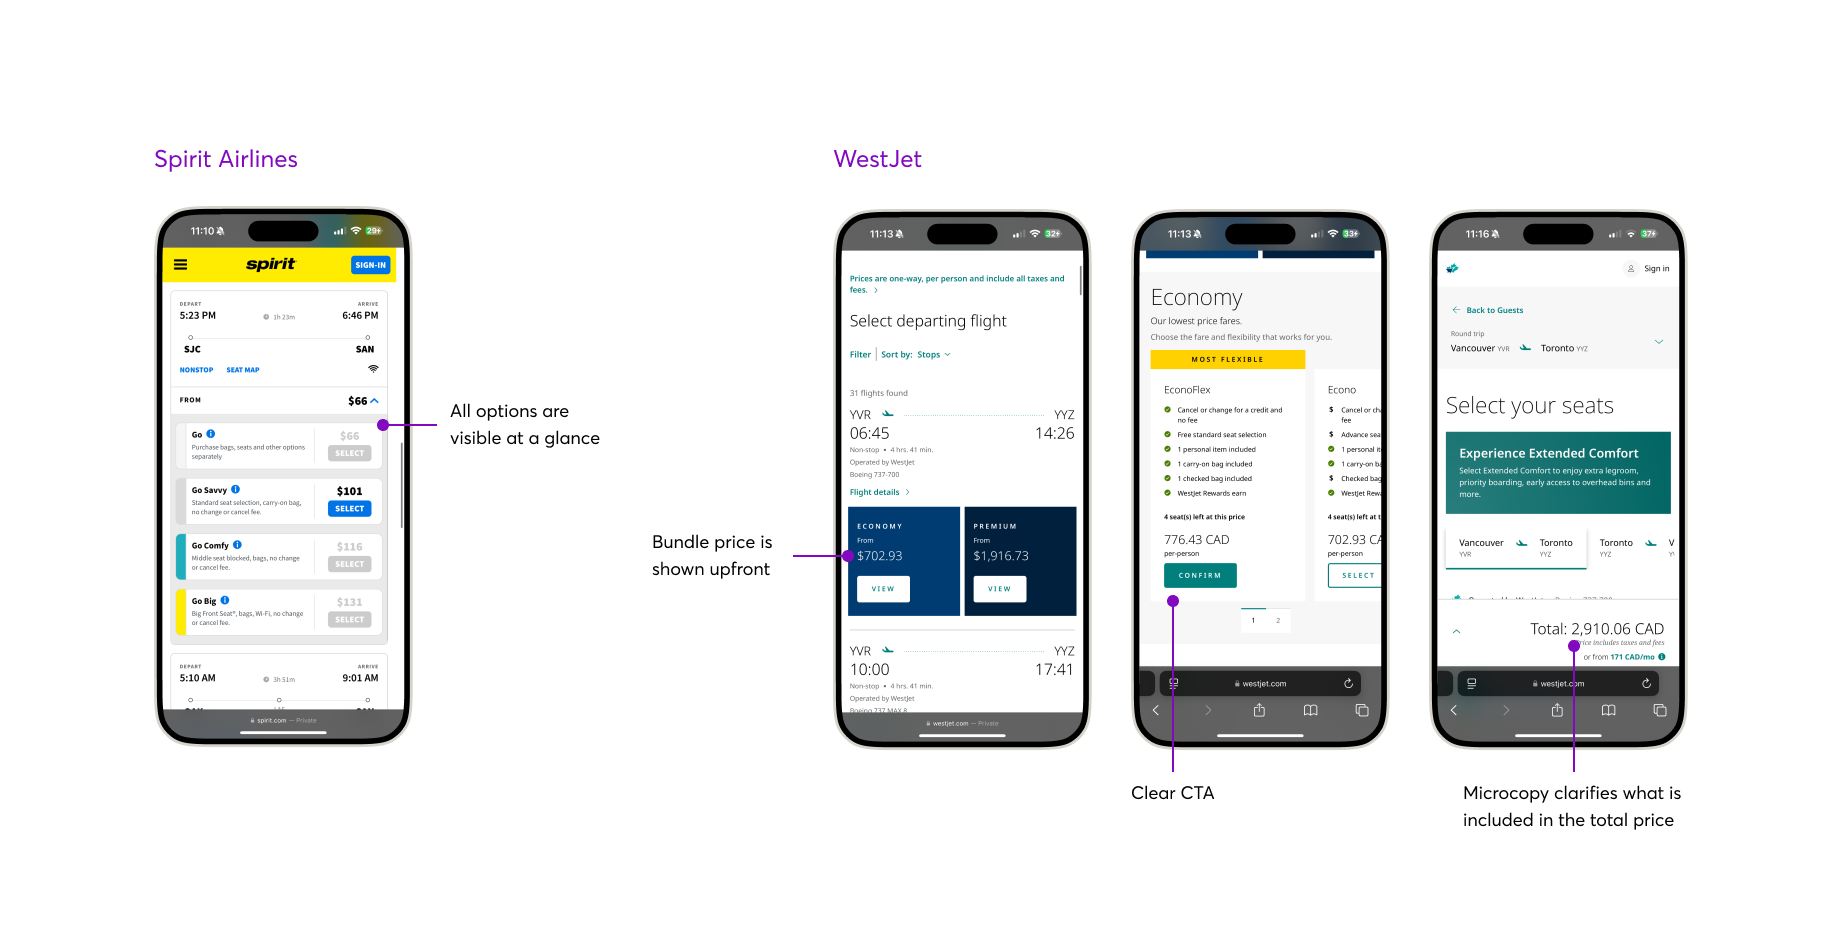 Spirit Airlines
11:10
29
spirit
SIGN-IN
DEPART
ARRIVE
5:23 PM
1h 23m
6:46 PM
SJC
SAN
NONSTOP
SEAT MAP
FROM
$66
Go
Purchase bags, seats and other options
separately
$66
SELECT
Go Savvy
Standard seat selection, carry-on bag,
no change or cancel fee.
$101
SELECT
Go Comfy
Middle seat blocked, bags, no change
or cancel fee.
$116
SELECT
Go Big
Big Front Seat®, bags, Wi-Fi, no change
or cancel fee.
$131
SELECT
DEPART
ARRIVE
5:10 AM
3h 51m
9:01 AM
spirit.com — Private
All options are
visible at a glance
WestJet
11:13
32
Prices are one-way, per person and include all taxes and
fees.
Select departing flight
Filter
Sort by: Stops
31 flights found
YVR
YYZ
06:45
14:26
Non-stop • 4 hrs. 41 min.
Operated by WestJet
Boeing 737-700
Flight details
ECONOMY
From
$702.93
VIEW
PREMIUM
From
$1,916.73
VIEW
YVR
YYZ
10:00
17:41
Non-stop • 4 hrs. 41 min.
Operated by WestJet
Boeing 737 MAX 8
westjet.com — Private
Bundle price is
shown upfront
11:13
33
Economy
Our lowest price fares.
Choose the fare and flexibility that works for you.
MOST FLEXIBLE
EconoFlex
Cancel or change for a credit and
no fee
Free standard seat selection
1 personal item included
1 carry-on bag included
1 checked bag included
WestJet Rewards earn
4 seat(s) left at this price
776.43 CAD
per-person
CONFIRM
Econo
$ Cancel or ch
fee
$ Advance sea
1 personal it
1 carry-on b
$ Checked bag
WestJet Rew
4 seat(s) left at t
702.93 CA
per-person
SELECT
1
2
westjet.com
Clear CTA
11:16
37
Sign in
Back to Guests
Round trip
Vancouver YVR
Toronto YYZ
Select your seats
Experience Extended Comfort
Select Extended Comfort to enjoy extra legroom,
priority boarding, early access to overhead bins and
more.
Vancouver
YVR
Toronto
YYZ
Toronto
YYZ
V
Total: 2,910.06 CAD
Price includes taxes and fees
or from 171 CAD/mo
westjet.com
Microcopy clarifies what is
included in the total price